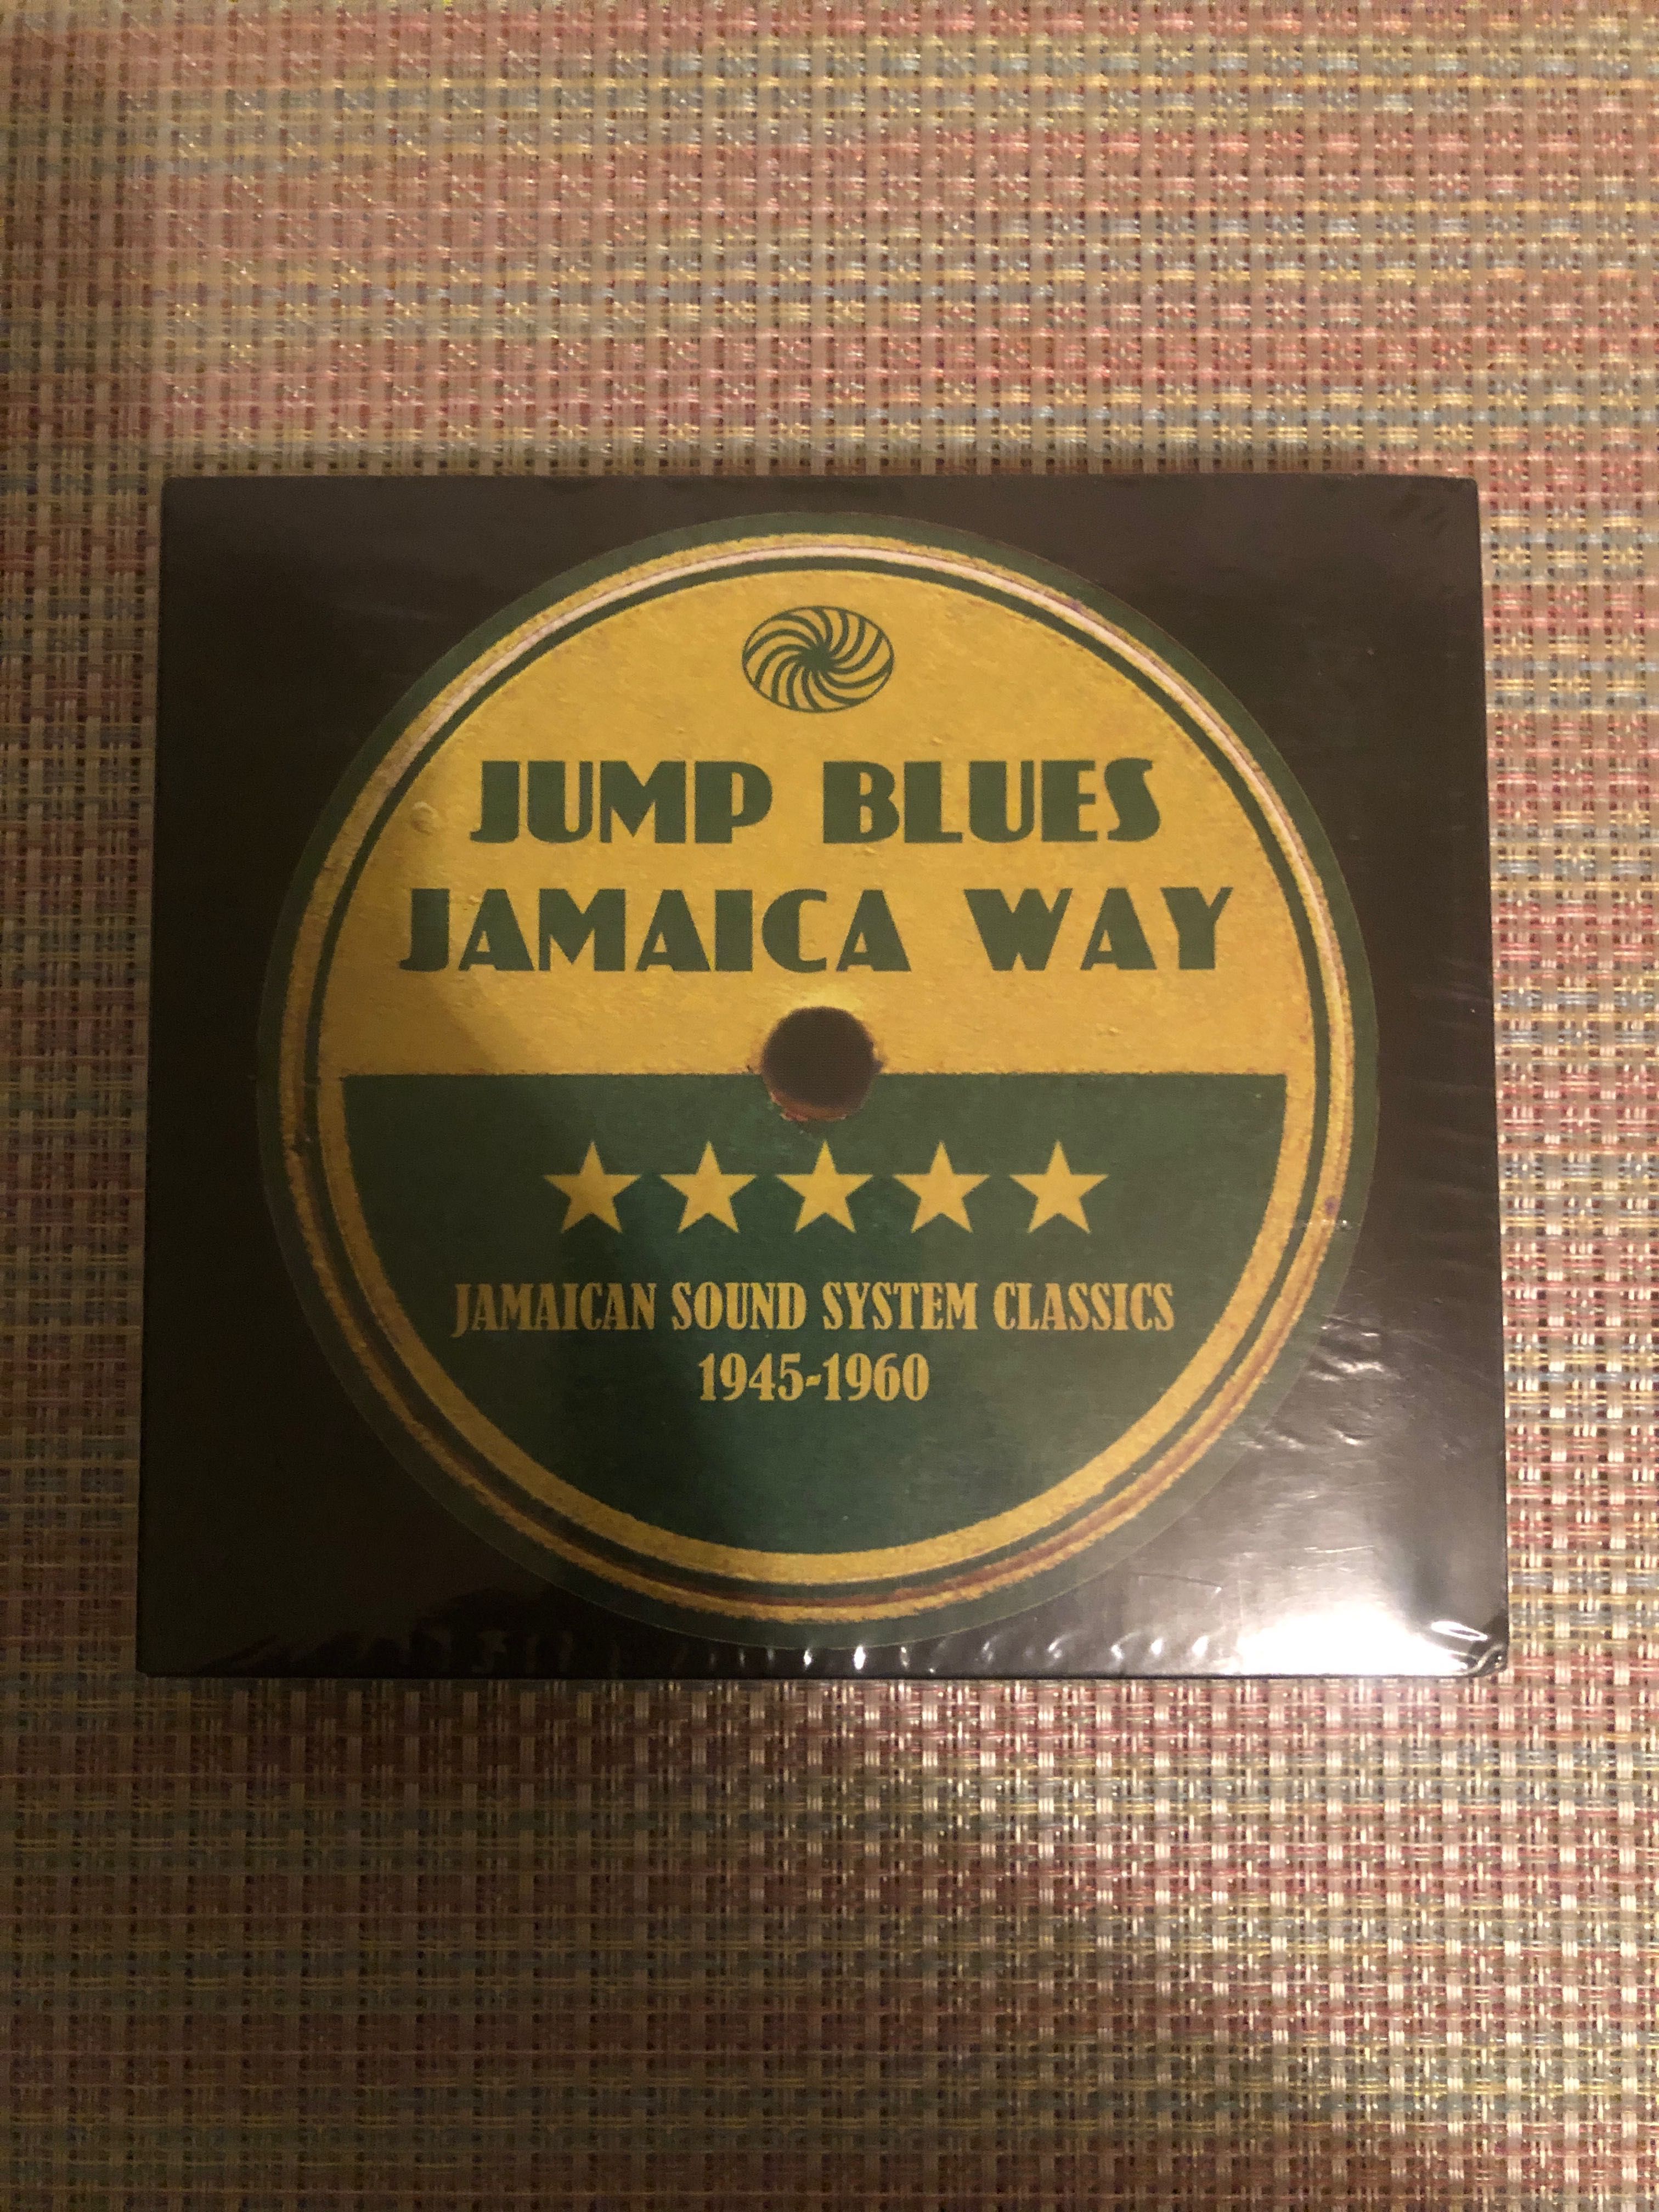 JUMP BLUES
JAMAICA WAY
JAMAICAN SOUND SYSTEM CLASSICS
1945-1960